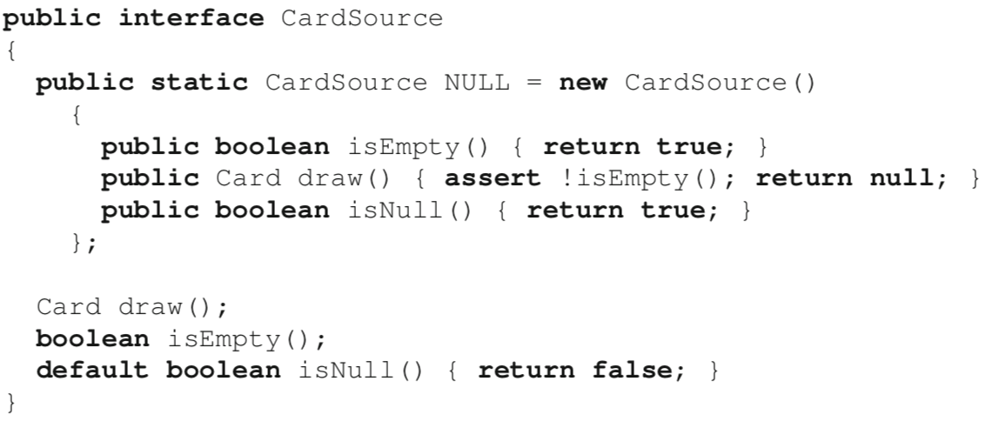 public interface CardSource
{
  public static CardSource NULL = new CardSource()
    {
      public boolean isEmpty() { return true; }
      public Card draw() { assert !isEmpty(); return null; }
      public boolean isNull() { return true; }
    };

  Card draw();
  boolean isEmpty();
  default boolean isNull() { return false; }
}